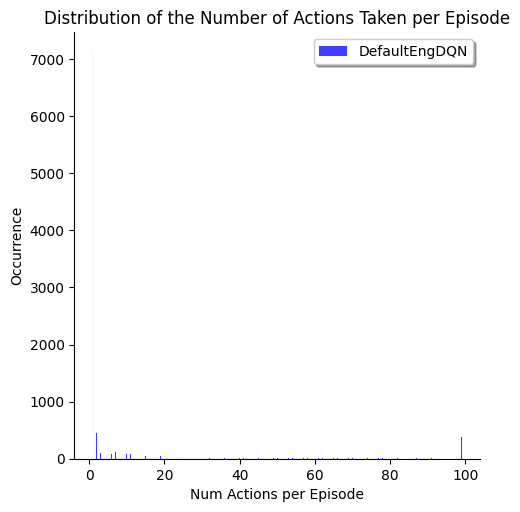 Distribution of the Number of Actions Taken per Episode
DefaultEngDQN
7000
6000
5000
4000
3000
2000
1000
0
Occurrence
0 20 40 60 80 100
Num Actions per Episode